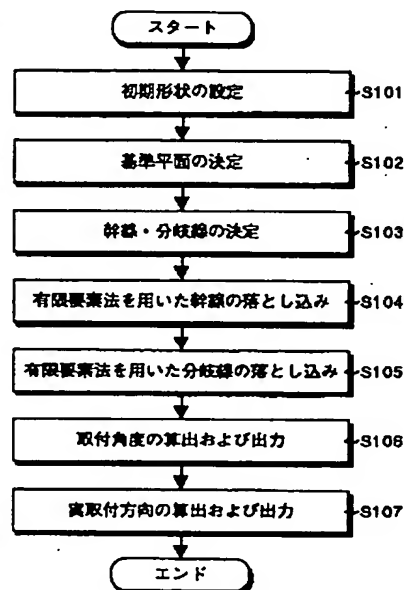 スタート
初期形状の設定 S101
基準平面の決定 S102
幹線・分岐線の決定 S103
有限要素法を用いた幹線の落とし込み S104
有限要素法を用いた分岐線の落とし込み S105
取付角度の算出および出力 S106
実取付方向の算出および出力 S107
エンド